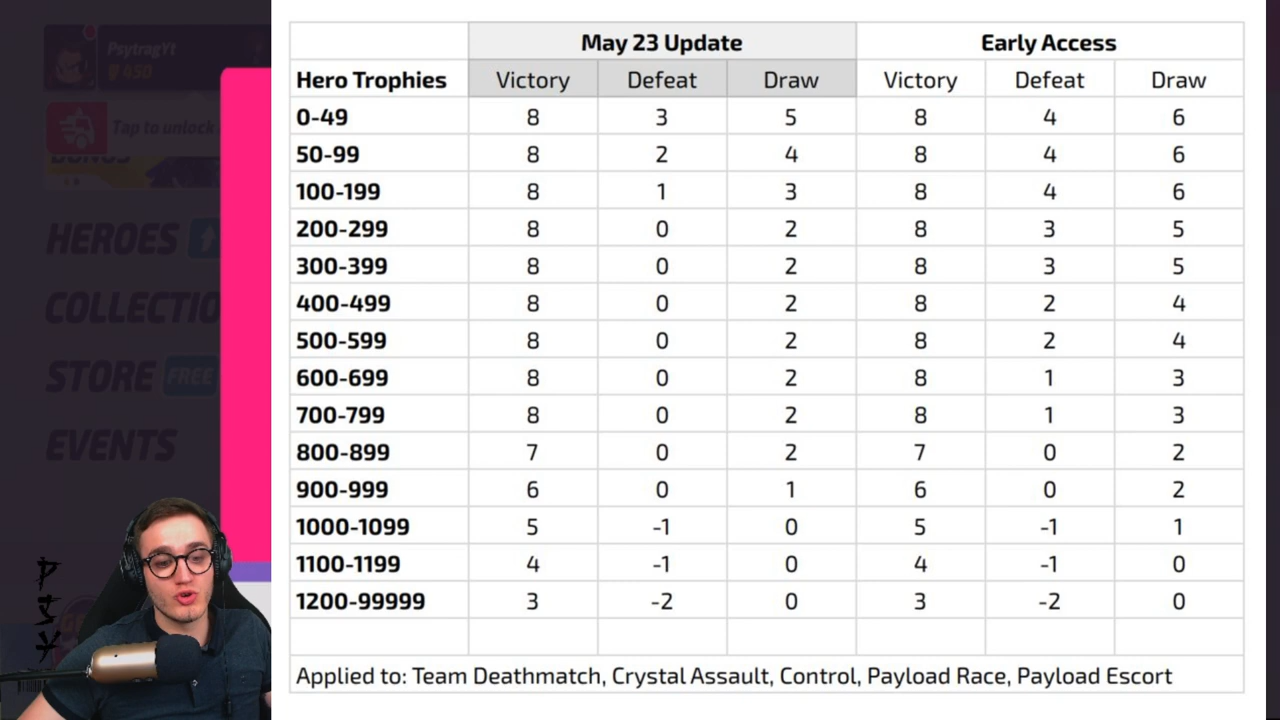 PsytragYt
450
Tap to unlock
BONUS
HEROES
COLLECTIO
STORE FREE
EVENTS
PSY
May 23 Update Early Access
Hero Trophies Victory Defeat Draw Victory Defeat Draw
0-49 8 3 5 8 4 6
50-99 8 2 4 8 4 6
100-199 8 1 3 8 4 6
200-299 8 0 2 8 3 5
300-399 8 0 2 8 3 5
400-499 8 0 2 8 2 4
500-599 8 0 2 8 2 4
600-699 8 0 2 8 1 3
700-799 8 0 2 8 1 3
800-899 7 0 2 7 0 2
900-999 6 0 1 6 0 2
1000-1099 5 -1 0 5 -1 1
1100-1199 4 -1 0 4 -1 0
1200-99999 3 -2 0 3 -2 0
Applied to: Team Deathmatch, Crystal Assault, Control, Payload Race, Payload Escort